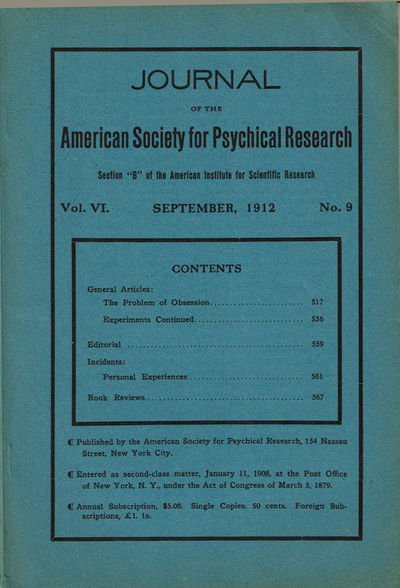 JOURNAL
OF THE
American Society for Psychical Research
Section "B" of the American Institute for Scientific Research
Vol. VI. SEPTEMBER, 1912 No. 9
CONTENTS
General Articles:
The Problem of Obsession....................... 517
Experiments Continued.......................... 536
Editorial .......................................... 559
Incidents:
Personal Experiences............................ 561
Book Reviews...................................... 567
⁋ Published by the American Society for Psychical Research, 154 Nassau
Street, New York City.
⁋ Entered as second-class matter, January 11, 1908, at the Post Office
of New York, N. Y., under the Act of Congress of March 3, 1879.
⁋ Annual Subscription, $5.00. Single Copies, 50 cents. Foreign Sub-
scriptions, £1. 1s.